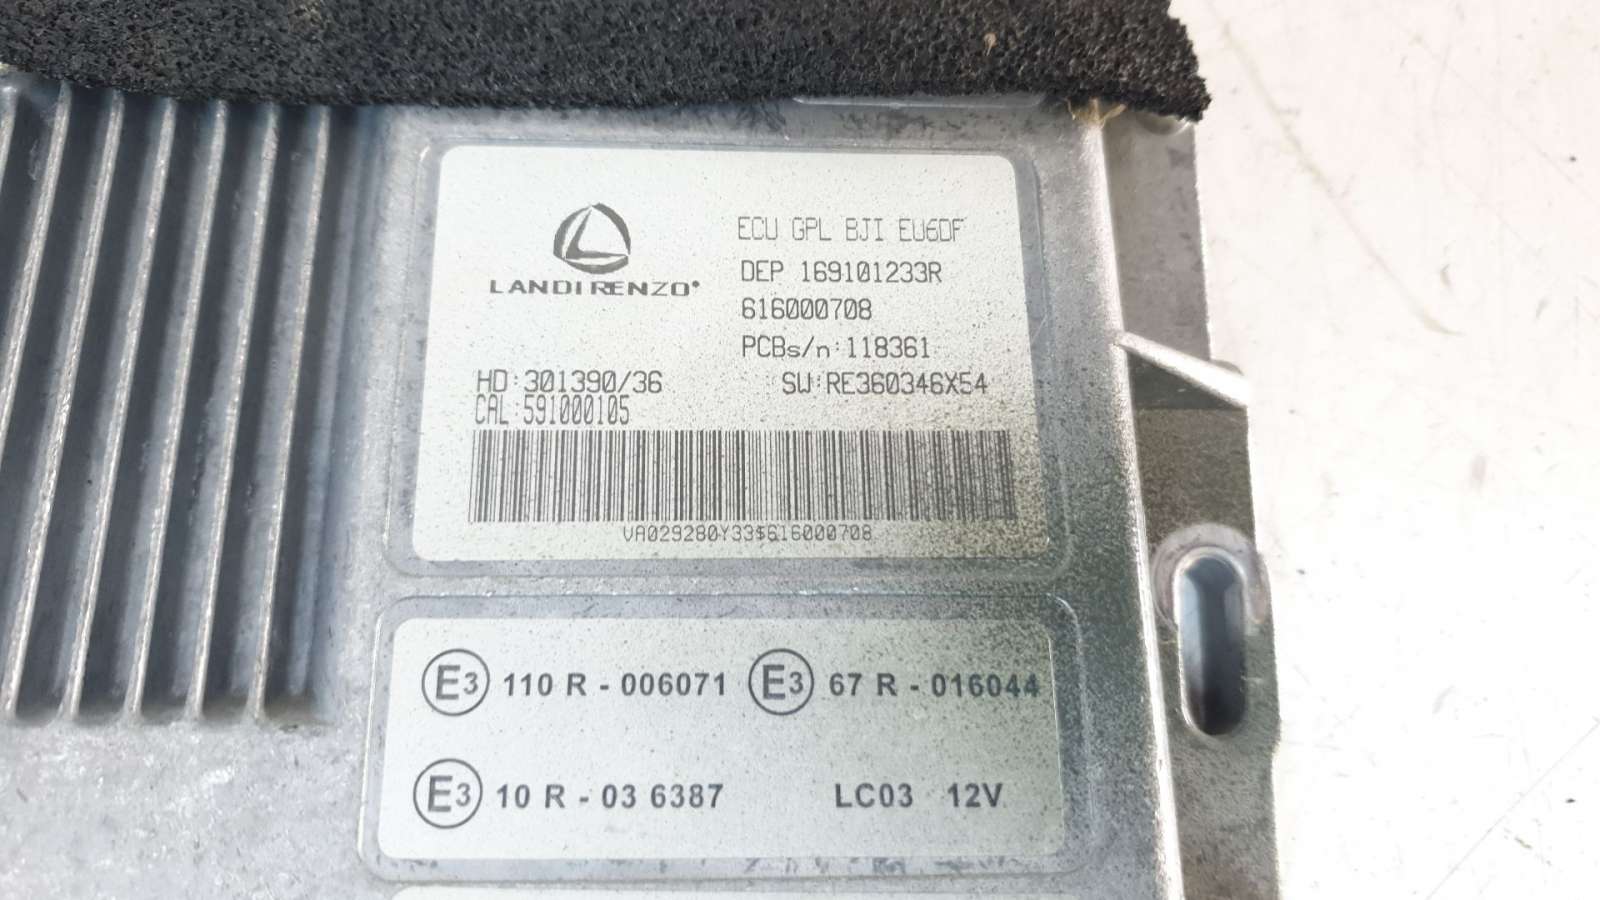 LANDIRENZO®
ECU GPL BJI EU6DF
DEP 169101233R
616000708
PCBs/n:118361
HD:301390/36 SW:RE360346X54
CAL:591000105
VA029280Y33$616000708
E3 110 R - 006071 E3 67 R - 016044
E3 10 R - 03 6387 LC03 12V